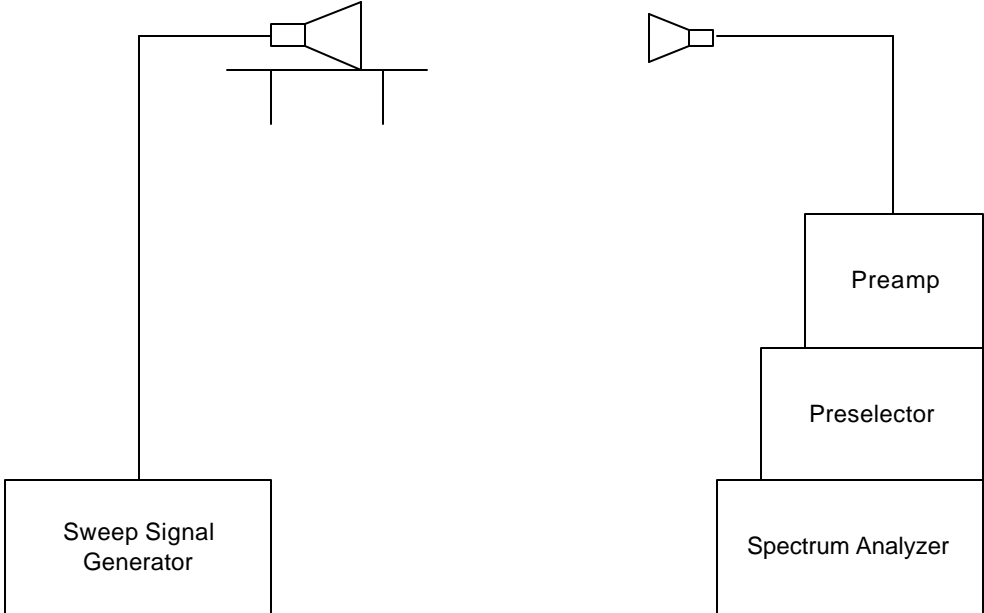 Preamp
Preselector
Sweep Signal
Generator
Spectrum Analyzer